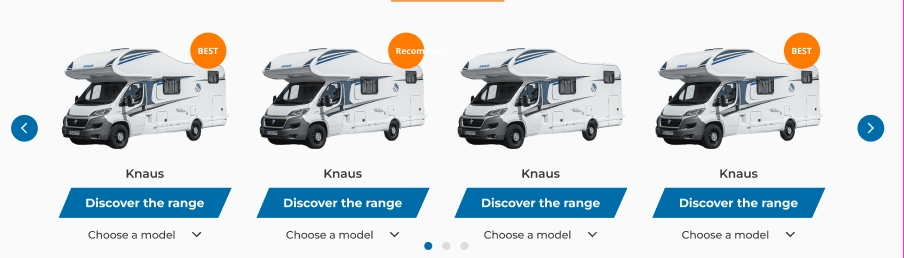 BEST
Recom
BEST
Knaus
Knaus
Knaus
Knaus
Discover the range
Discover the range
Discover the range
Discover the range
Choose a model
Choose a model
Choose a model
Choose a model